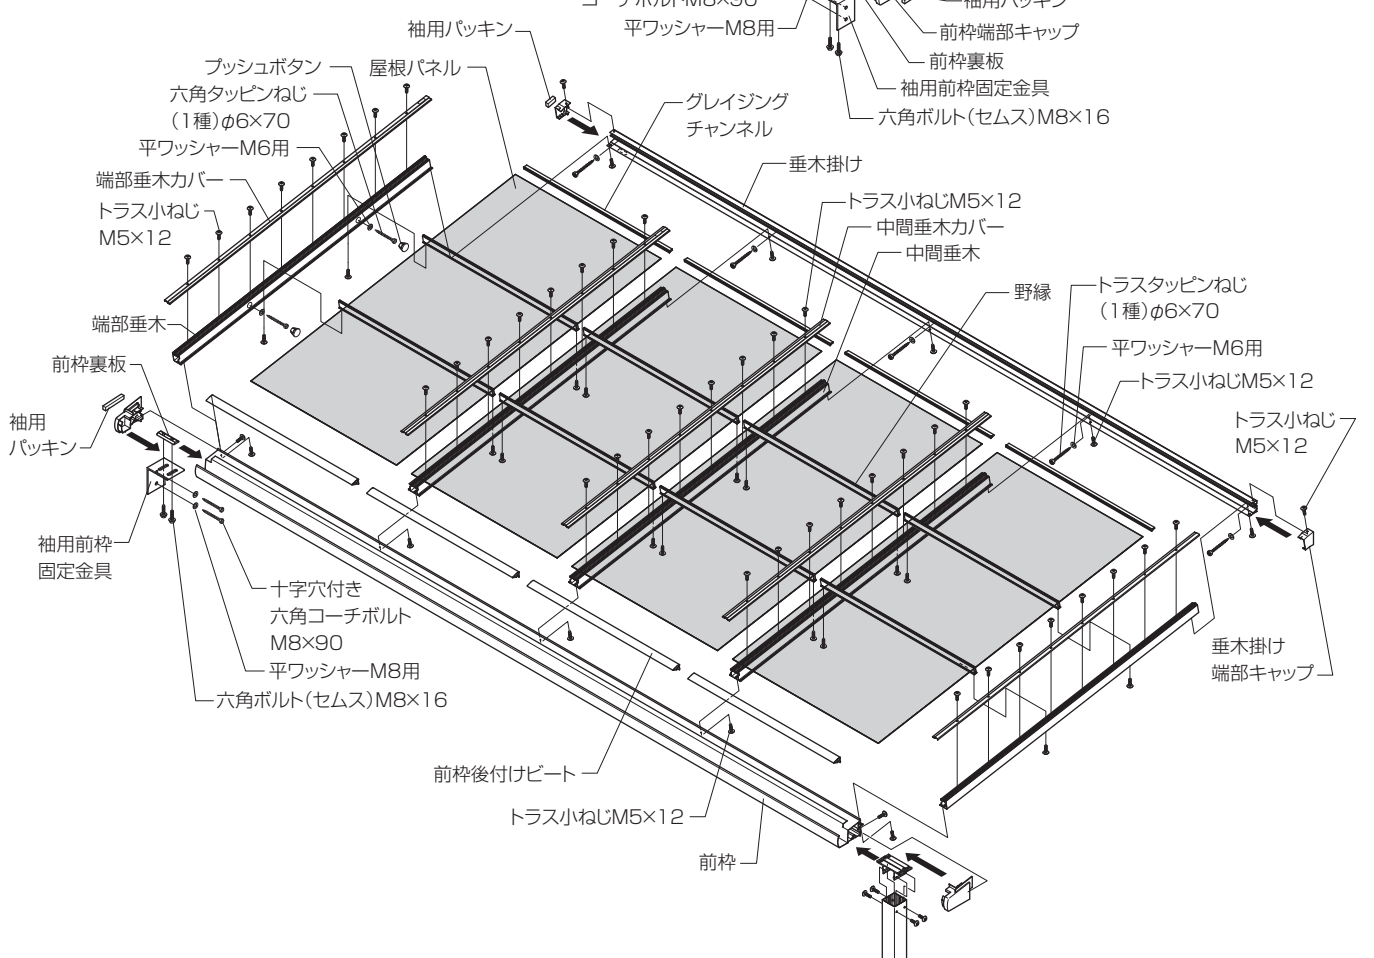 コーチボルトM8×90
平ワッシャーM8用
袖用パッキン
前枠端部キャップ
前枠裏板
袖用前枠固定金具
六角ボルト（セムス）M8×16
袖用パッキン
プッシュボタン
屋根パネル
六角タッピンねじ
（1種）φ6×70
平ワッシャーM6用
端部垂木カバー
トラス小ねじ
M5×12
グレイジング
チャンネル
垂木掛け
トラス小ねじM5×12
中間垂木カバー
中間垂木
野縁
トラスタッピンねじ
（1種）φ6×70
平ワッシャーM6用
トラス小ねじM5×12
トラス小ねじ
M5×12
端部垂木
前枠裏板
袖用
パッキン
袖用前枠
固定金具
十字穴付き
六角コーチボルト
M8×90
平ワッシャーM8用
六角ボルト（セムス）M8×16
垂木掛け
端部キャップ
前枠後付けビート
トラス小ねじM5×12
前枠